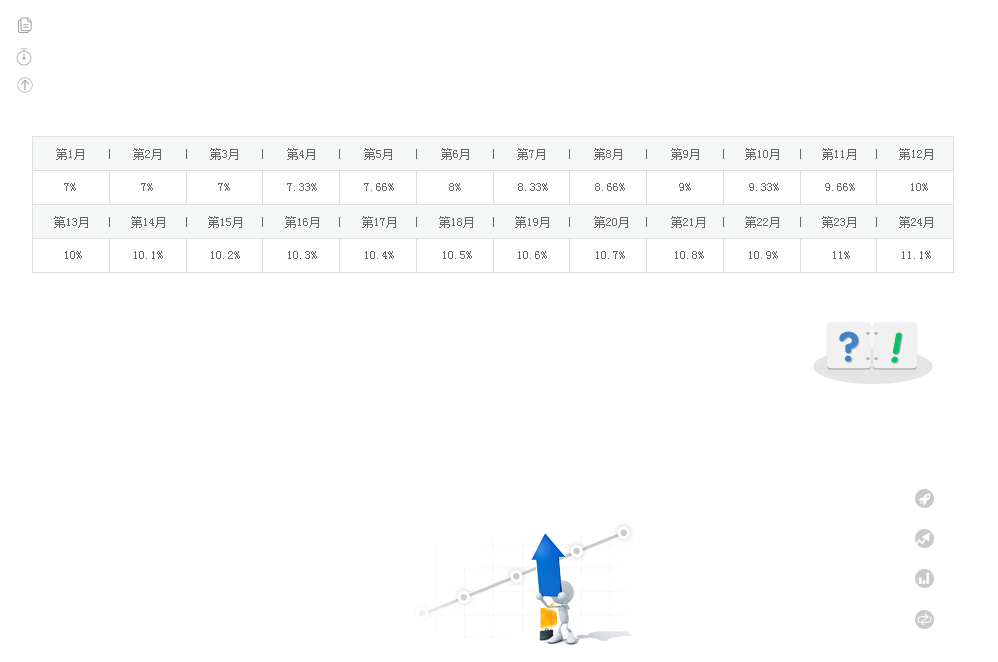 第1月 第2月 第3月 第4月 第5月 第6月 第7月 第8月 第9月 第10月 第11月 第12月
7% 7% 7% 7.33% 7.66% 8% 8.33% 8.66% 9% 9.33% 9.66% 10%
第13月 第14月 第15月 第16月 第17月 第18月 第19月 第20月 第21月 第22月 第23月 第24月
10% 10.1% 10.2% 10.3% 10.4% 10.5% 10.6% 10.7% 10.8% 10.9% 11% 11.1%
? !